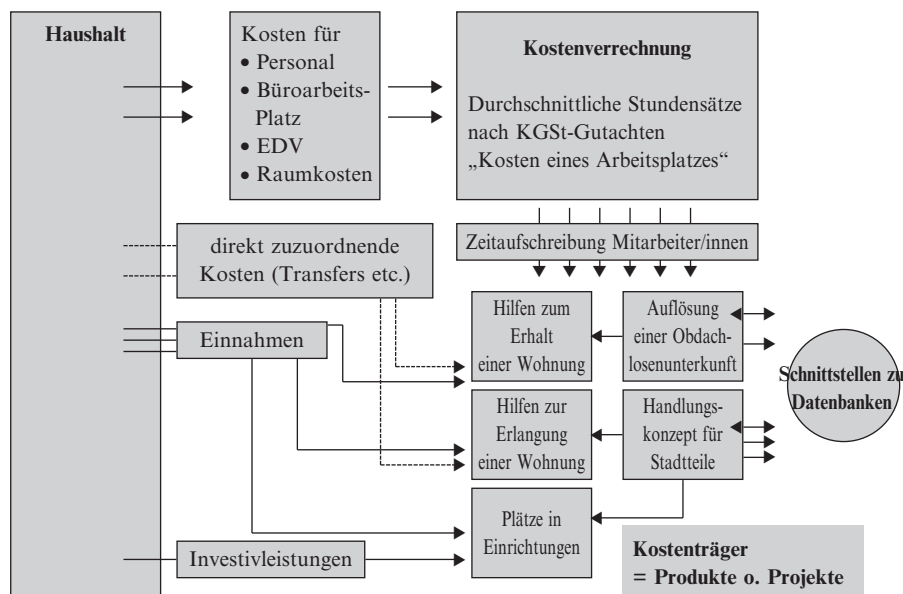 Haushalt
Kosten für
• Personal
• Büroarbeits-
Platz
• EDV
• Raumkosten
Kostenverrechnung
Durchschnittliche Stundensätze
nach KGSt-Gutachten
„Kosten eines Arbeitsplatzes“
Zeitaufschreibung Mitarbeiter/innen
direkt zuzuordnende
Kosten (Transfers etc.)
Einnahmen
Hilfen zum
Erhalt
einer Wohnung
Auflösung
einer Obdach-
losenunterkunft
Schnittstellen zu
Datenbanken
Hilfen zur
Erlangung
einer Wohnung
Handlungs-
konzept für
Stadtteile
Plätze in
Einrichtungen
Investivleistungen
Kostenträger
= Produkte o. Projekte